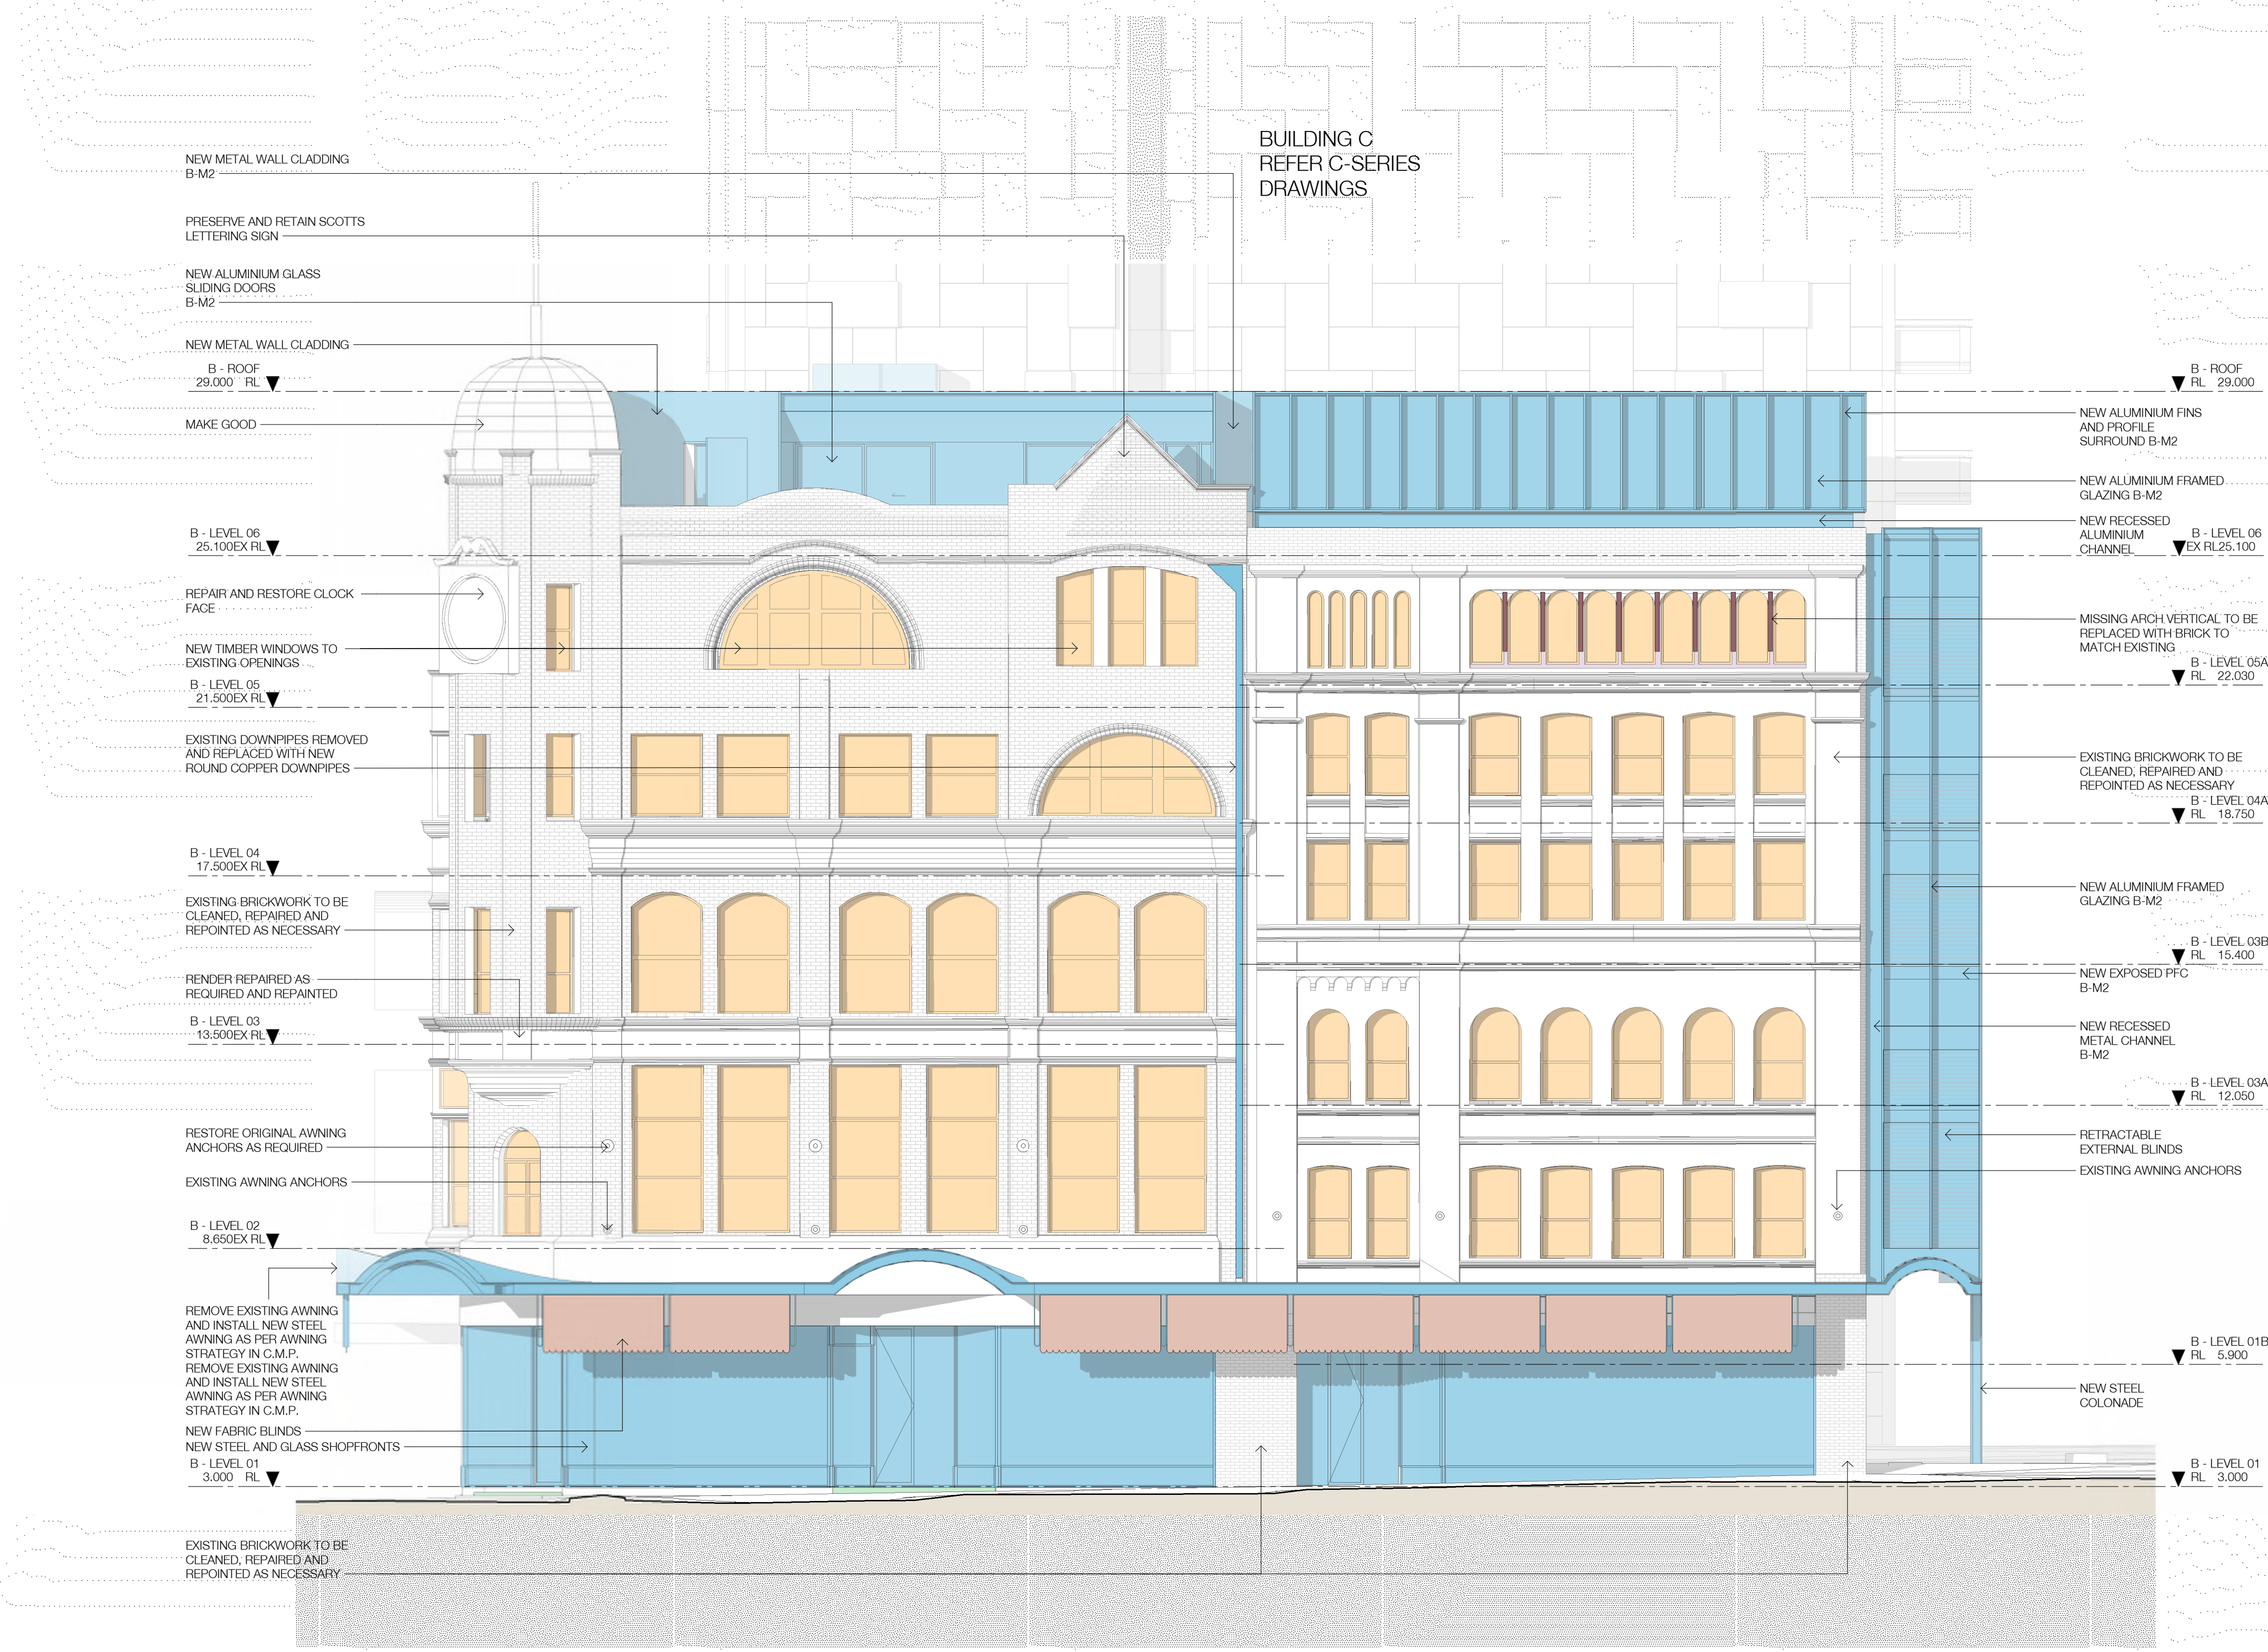 BUILDING C
REFER C-SERIES
DRAWINGS
NEW METAL WALL CLADDING
B-M2
PRESERVE AND RETAIN SCOTTS
LETTERING SIGN
NEW ALUMINIUM GLASS
SLIDING DOORS
B-M2
NEW METAL WALL CLADDING
B - ROOF
29.000 RL
MAKE GOOD
B - LEVEL 06
25.100EX RL
REPAIR AND RESTORE CLOCK
FACE
NEW TIMBER WINDOWS TO
EXISTING OPENINGS
B - LEVEL 05
21.500EX RL
EXISTING DOWNPIPES REMOVED
AND REPLACED WITH NEW
ROUND COPPER DOWNPIPES
B - LEVEL 04
17.500EX RL
EXISTING BRICKWORK TO BE
CLEANED, REPAIRED AND
REPOINTED AS NECESSARY
RENDER REPAIRED AS
REQUIRED AND REPAINTED
B - LEVEL 03
13.500EX RL
RESTORE ORIGINAL AWNING
ANCHORS AS REQUIRED
EXISTING AWNING ANCHORS
B - LEVEL 02
8.650EX RL
REMOVE EXISTING AWNING
AND INSTALL NEW STEEL
AWNING AS PER AWNING
STRATEGY IN C.M.P.
REMOVE EXISTING AWNING
AND INSTALL NEW STEEL
AWNING AS PER AWNING
STRATEGY IN C.M.P.
NEW FABRIC BLINDS
NEW STEEL AND GLASS SHOPFRONTS
B - LEVEL 01
3.000 RL
EXISTING BRICKWORK TO BE
CLEANED, REPAIRED AND
REPOINTED AS NECESSARY
B - ROOF
RL 29.000
NEW ALUMINIUM FINS
AND PROFILE
SURROUND B-M2
NEW ALUMINIUM FRAMED
GLAZING B-M2
NEW RECESSED
ALUMINIUM
CHANNEL
B - LEVEL 06
EX RL25.100
MISSING ARCH VERTICAL TO BE
REPLACED WITH BRICK TO
MATCH EXISTING
B - LEVEL 05A
RL 22.030
EXISTING BRICKWORK TO BE
CLEANED, REPAIRED AND
REPOINTED AS NECESSARY
B - LEVEL 04A
RL 18.750
NEW ALUMINIUM FRAMED
GLAZING B-M2
B - LEVEL 03B
RL 15.400
NEW EXPOSED PFC
B-M2
NEW RECESSED
METAL CHANNEL
B-M2
B - LEVEL 03A
RL 12.050
RETRACTABLE
EXTERNAL BLINDS
EXISTING AWNING ANCHORS
B - LEVEL 01B
RL 5.900
NEW STEEL
COLONADE
B - LEVEL 01
RL 3.000